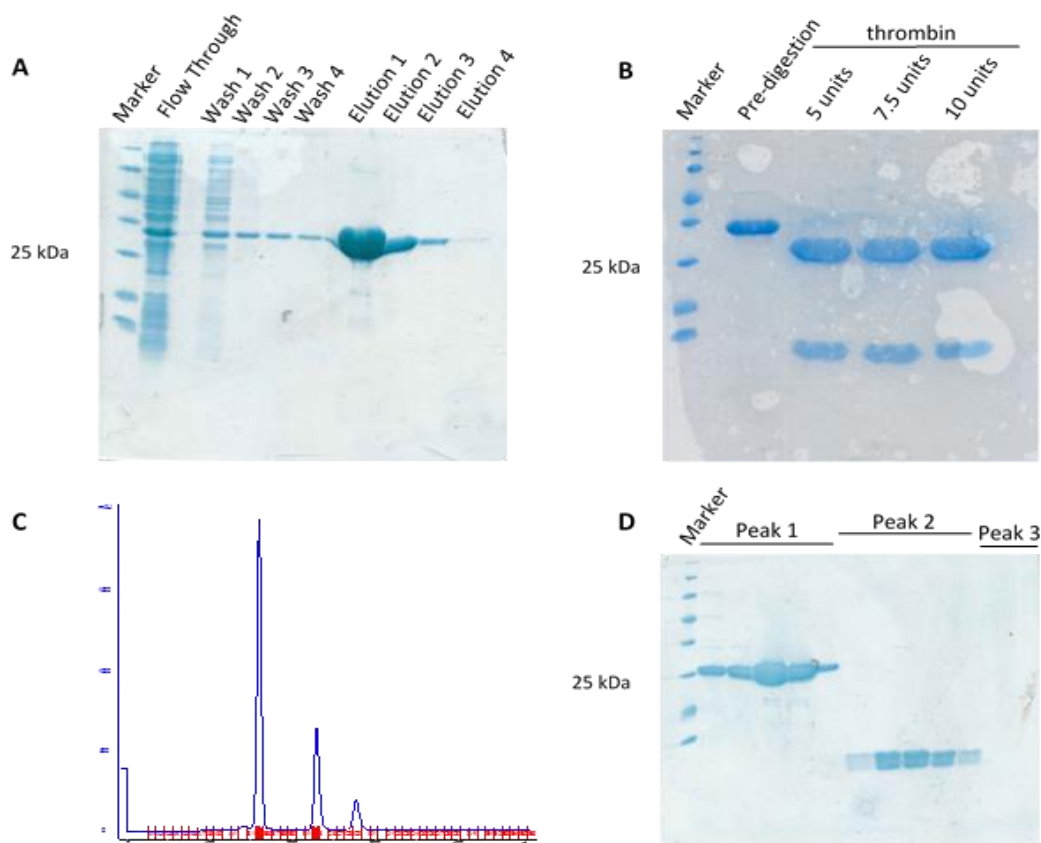 A
Marker
Flow Through
Wash 1
Wash 2
Wash 3
Wash 4
Elution 1
Elution 2
Elution 3
Elution 4
25 kDa
B
thrombin
Marker
Pre-digestion
5 units
7.5 units
10 units
25 kDa
C
D
Marker
Peak 1
Peak 2
Peak 3
25 kDa